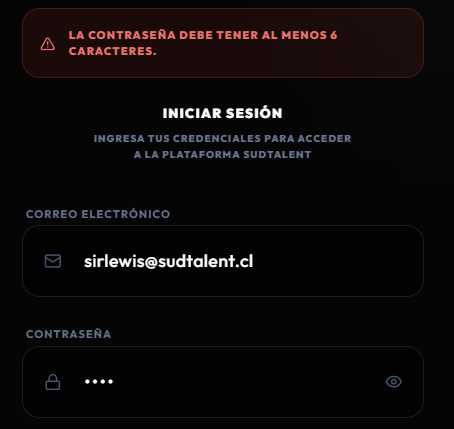 LA CONTRASEÑA DEBE TENER AL MENOS 6
CARACTERES.
INICIAR SESIÓN
INGRESA TUS CREDENCIALES PARA ACCEDER
A LA PLATAFORMA SUDTALENT
CORREO ELECTRÓNICO
sirlewis@sudtalent.cl
CONTRASEÑA
••••